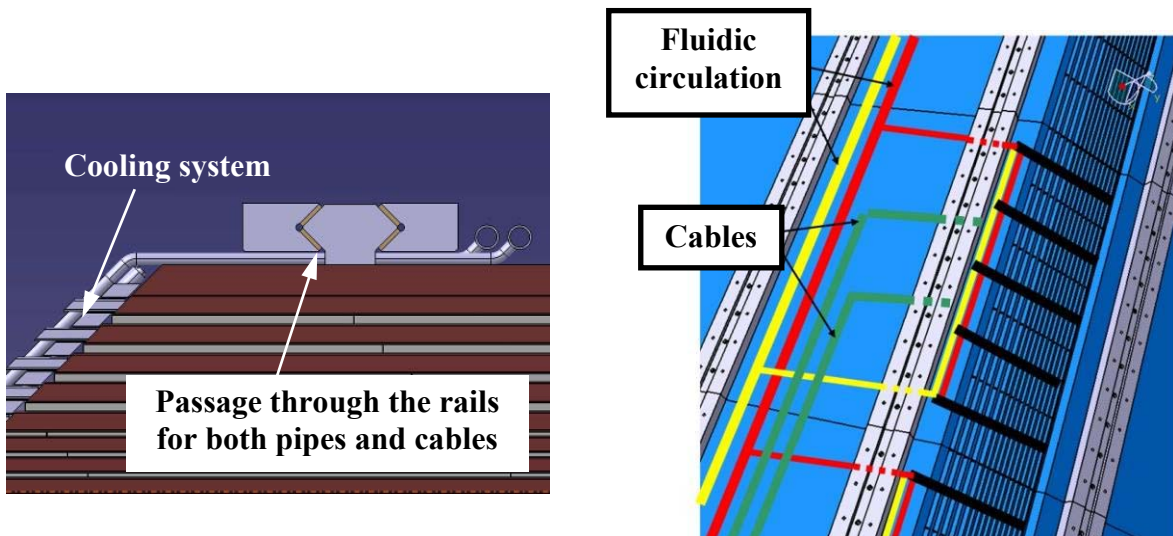 Cooling system
Passage through the rails
for both pipes and cables
Fluidic
circulation
Cables